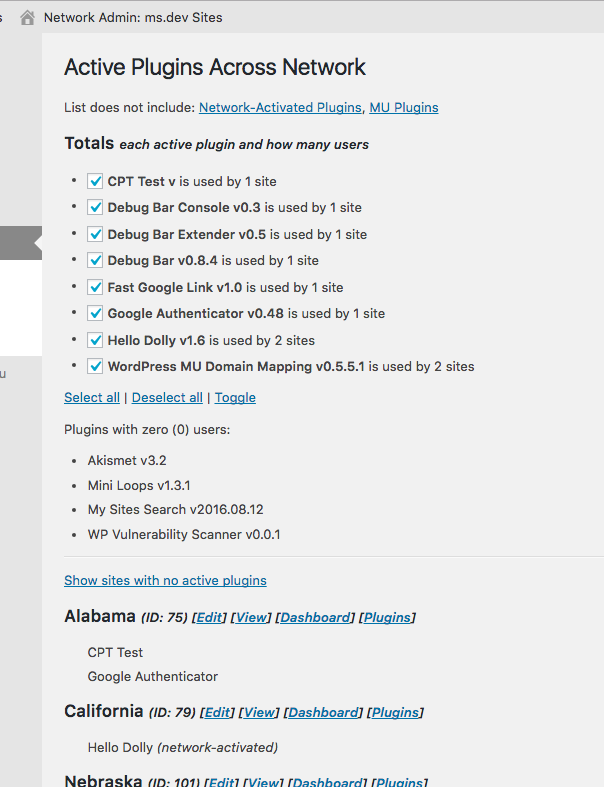 s Network Admin: ms.dev Sites
Active Plugins Across Network
List does not include: Network-Activated Plugins, MU Plugins
Totals each active plugin and how many users
• CPT Test v is used by 1 site
• Debug Bar Console v0.3 is used by 1 site
• Debug Bar Extender v0.5 is used by 1 site
• Debug Bar v0.8.4 is used by 1 site
• Fast Google Link v1.0 is used by 1 site
• Google Authenticator v0.48 is used by 1 site
• Hello Dolly v1.6 is used by 2 sites
• WordPress MU Domain Mapping v0.5.5.1 is used by 2 sites
u
Select all | Deselect all | Toggle
Plugins with zero (0) users:
• Akismet v3.2
• Mini Loops v1.3.1
• My Sites Search v2016.08.12
• WP Vulnerability Scanner v0.0.1
Show sites with no active plugins
Alabama (ID: 75) [Edit] [View] [Dashboard] [Plugins]
CPT Test
Google Authenticator
California (ID: 79) [Edit] [View] [Dashboard] [Plugins]
Hello Dolly (network-activated)
Nebraska (ID: 101) [Edit] [View] [Dashboard] [Plugins]